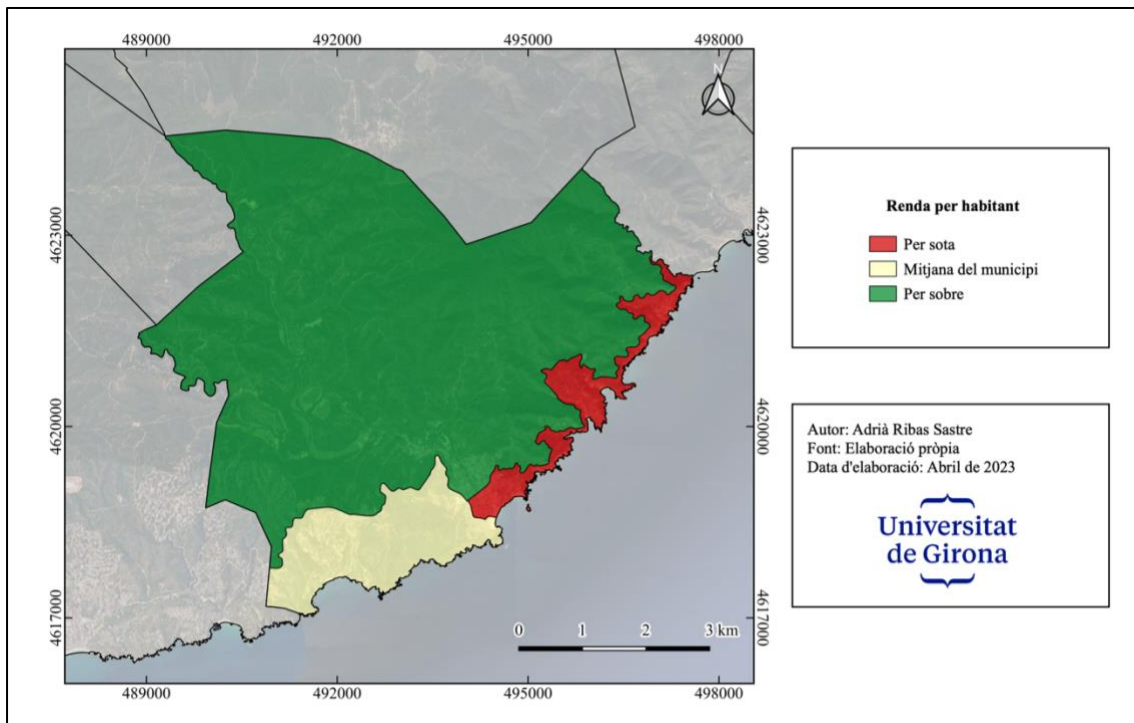 489000 492000 495000 498000
4623000 4623000
4620000 4620000
4617000 4617000
489000 492000 495000 498000
N
0 1 2 3 km
Renda per habitant
Per sota
Mitjana del municipi
Per sobre
Autor: Adrià Ribas Sastre
Font: Elaboració pròpia
Data d'elaboració: Abril de 2023
Universitat
de Girona